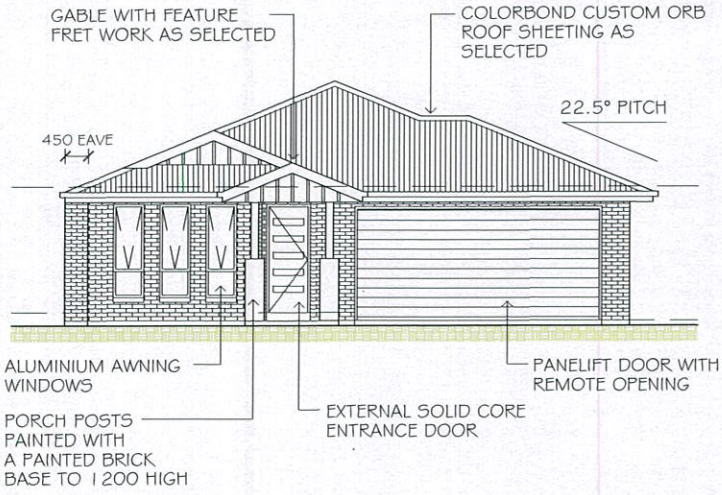 GABLE WITH FEATURE
FRET WORK AS SELECTED
COLORBOND CUSTOM ORB
ROOF SHEETING AS
SELECTED
22.5° PITCH
450 EAVE
ALUMINIUM AWNING
WINDOWS
PANELIFT DOOR WITH
REMOTE OPENING
PORCH POSTS
PAINTED WITH
A PAINTED BRICK
BASE TO 1200 HIGH
EXTERNAL SOLID CORE
ENTRANCE DOOR